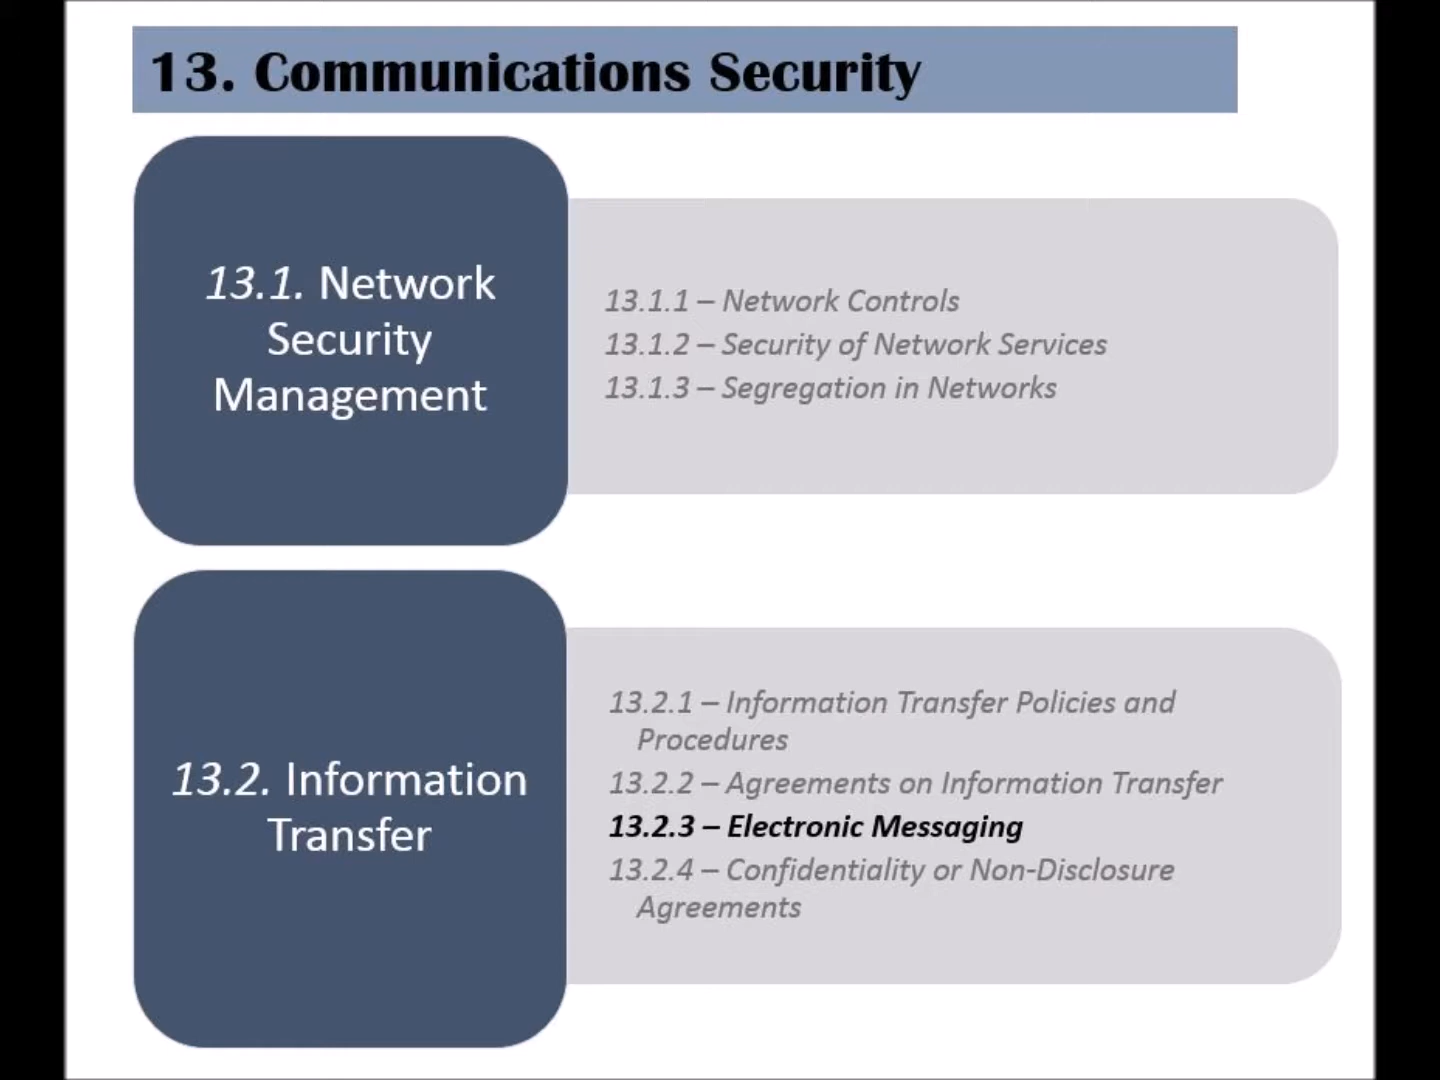 13. Communications Security
13.1. Network
Security
Management
13.1.1 – Network Controls
13.1.2 – Security of Network Services
13.1.3 – Segregation in Networks
13.2. Information
Transfer
13.2.1 – Information Transfer Policies and
Procedures
13.2.2 – Agreements on Information Transfer
13.2.3 – Electronic Messaging
13.2.4 – Confidentiality or Non-Disclosure
Agreements